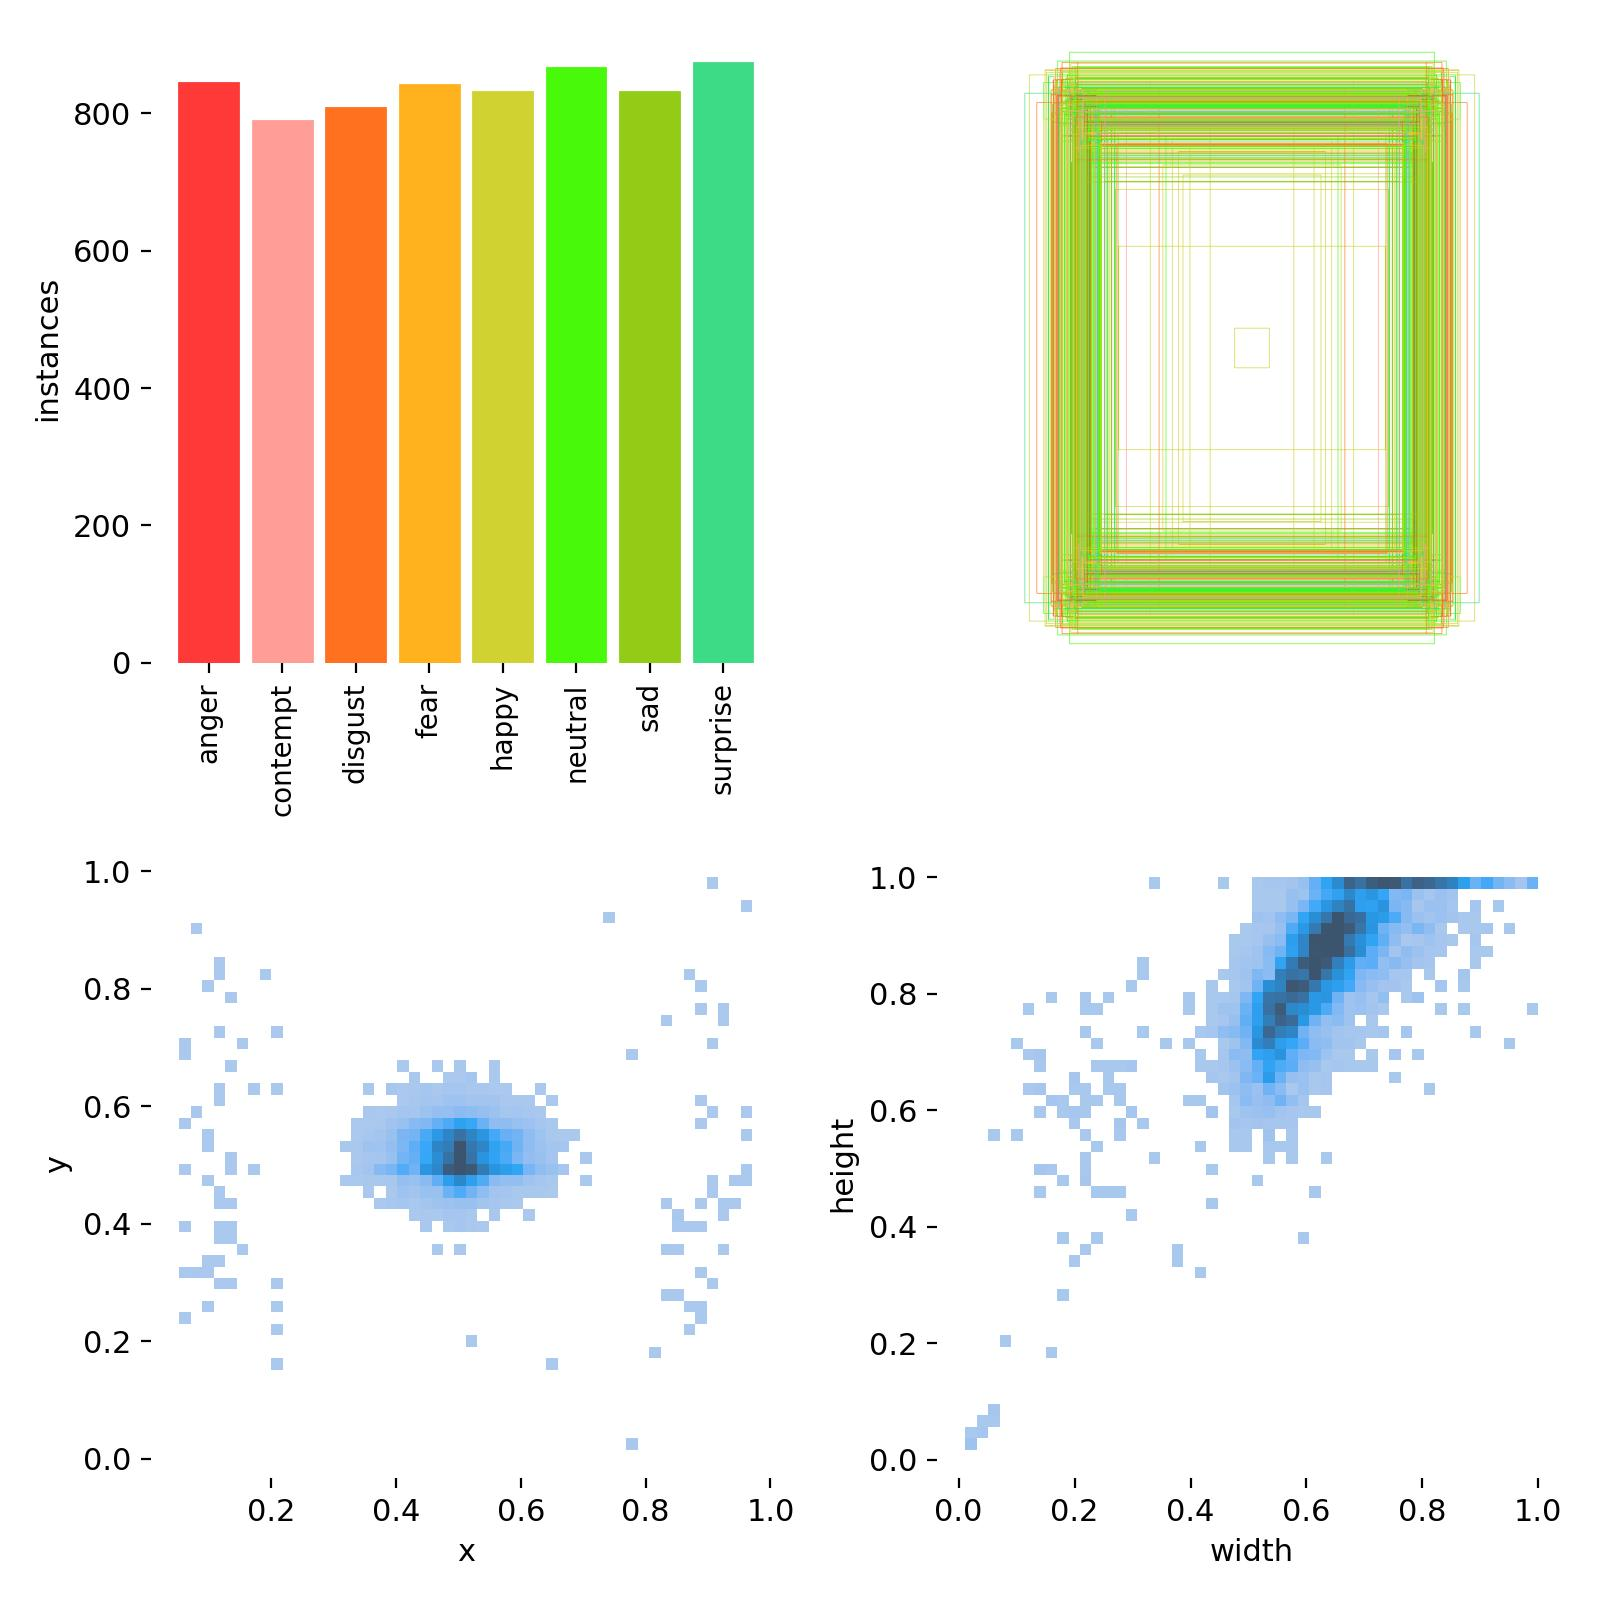 instances
800
600
400
200
0
anger
contempt
disgust
fear
happy
neutral
sad
surprise
y
1.0
0.8
0.6
0.4
0.2
0.0
0.2 0.4 0.6 0.8 1.0
x
height
1.0
0.8
0.6
0.4
0.2
0.0
0.0 0.2 0.4 0.6 0.8 1.0
width